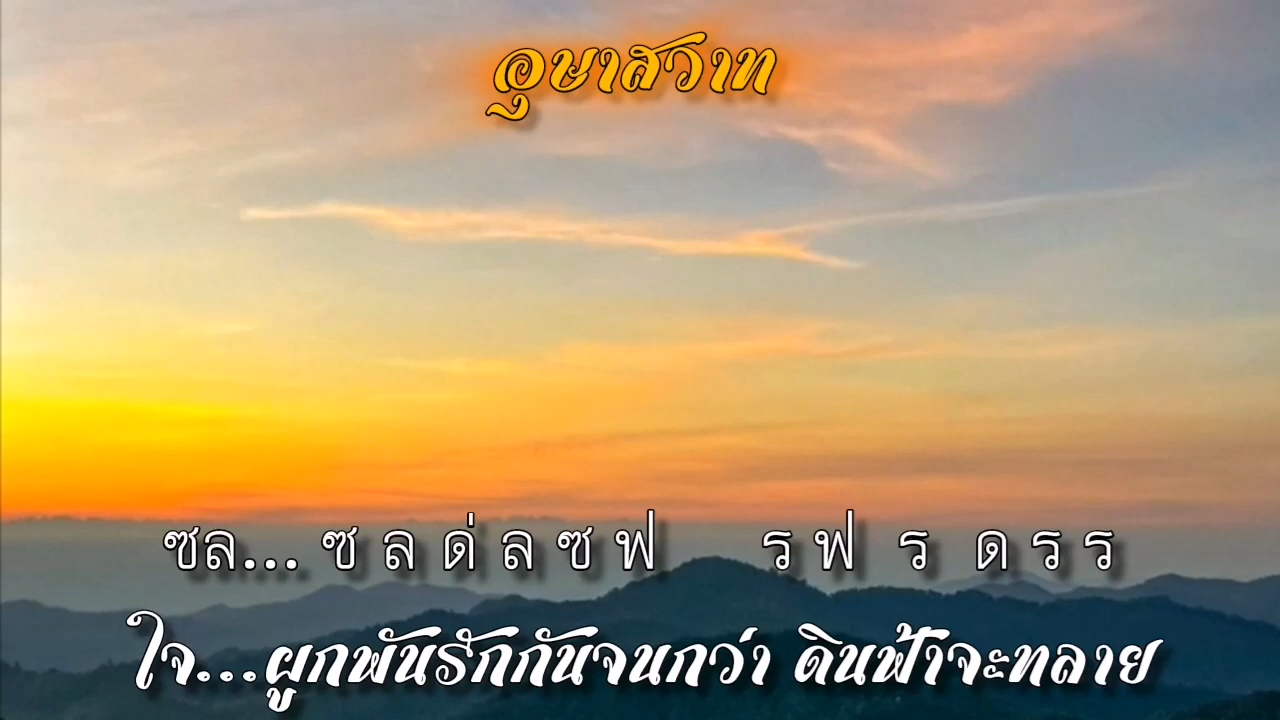 อุษาสวาท
ซล... ซ ล ด่ ล ซ ฟ ร ฟ ร ด ร ร
ใจ...ผูกพันรักกันจนกว่า ดินฟ้าจะทลาย